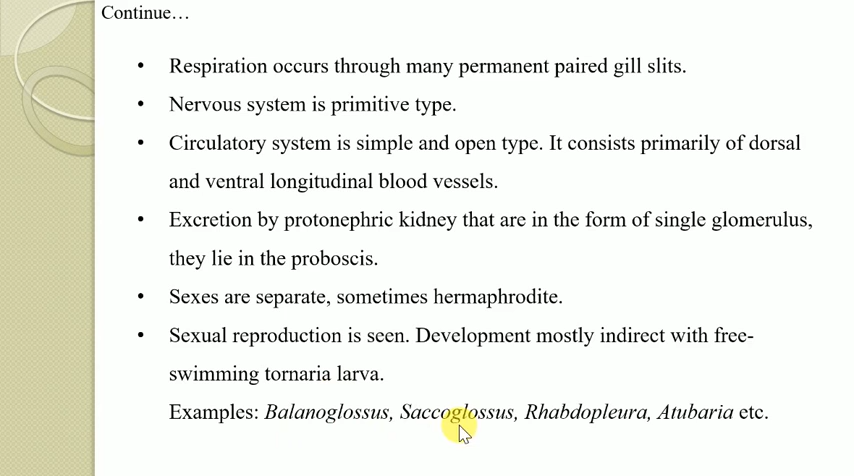 Continue…
• Respiration occurs through many permanent paired gill slits.
• Nervous system is primitive type.
• Circulatory system is simple and open type. It consists primarily of dorsal
and ventral longitudinal blood vessels.
• Excretion by protonephric kidney that are in the form of single glomerulus,
they lie in the proboscis.
• Sexes are separate, sometimes hermaphrodite.
• Sexual reproduction is seen. Development mostly indirect with free-
swimming tornaria larva.
Examples: Balanoglossus, Saccoglossus, Rhabdopleura, Atubaria etc.